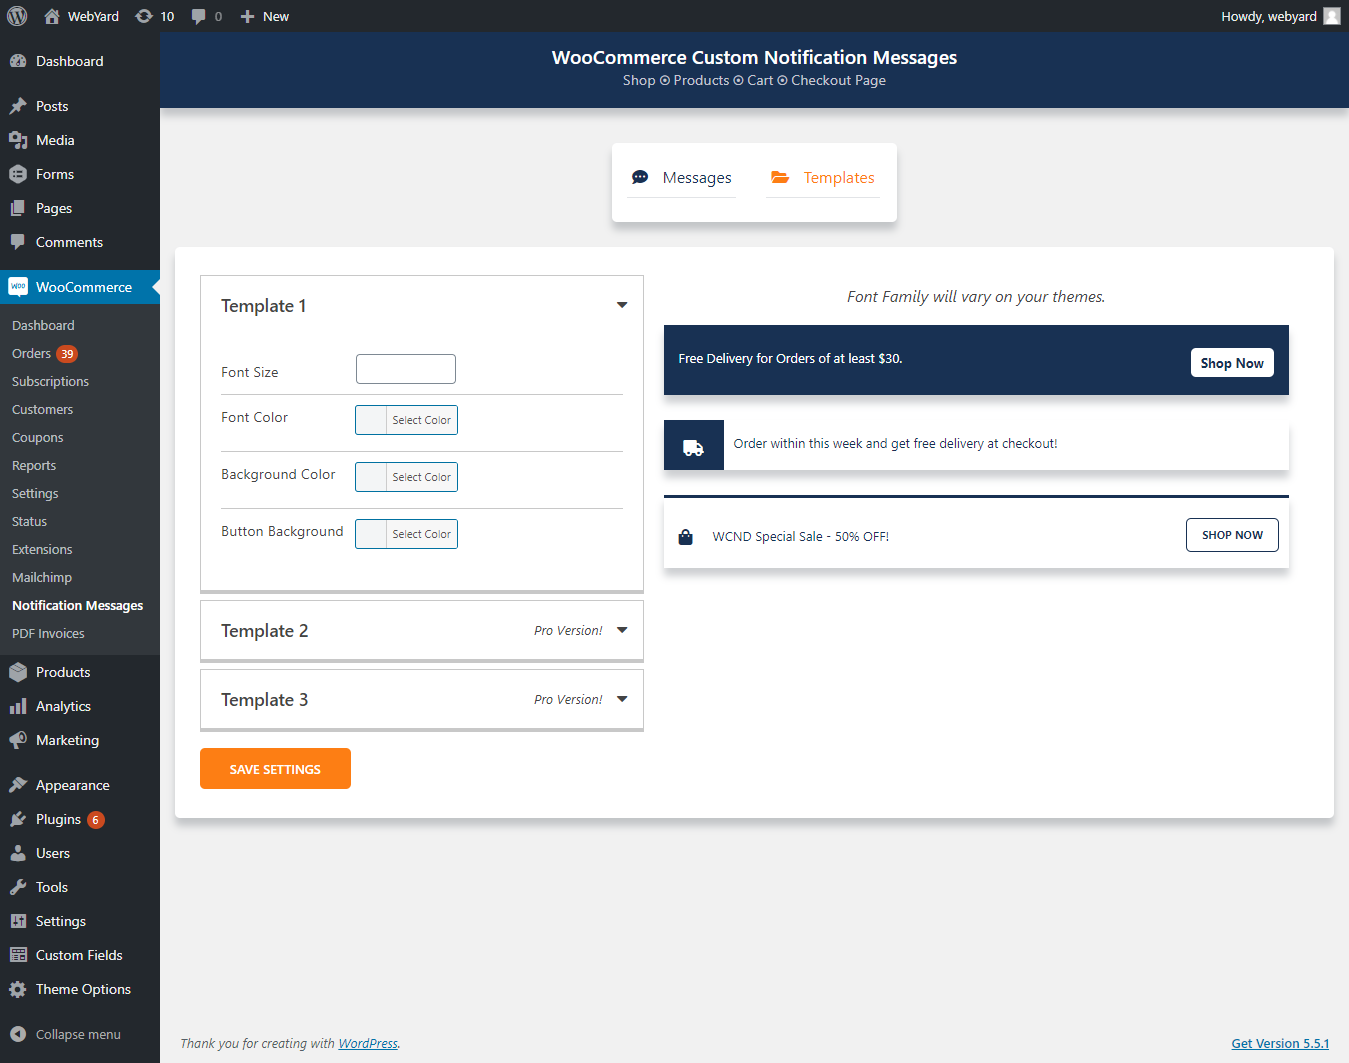 WebYard 10 0 New Howdy, webyard
WooCommerce Custom Notification Messages
Shop Products Cart Checkout Page
Dashboard
Posts
Media
Forms
Pages
Comments
WooCommerce
woo
Dashboard
Orders 39
Subscriptions
Customers
Coupons
Reports
Settings
Status
Extensions
Mailchimp
Notification Messages
PDF Invoices
Products
Analytics
Marketing
Appearance
Plugins 6
Users
Tools
Settings
Custom Fields
Theme Options
Collapse menu
Messages Templates
Template 1
Font Size
Font Color Select Color
Background Color Select Color
Button Background Select Color
Template 2 Pro Version!
Template 3 Pro Version!
SAVE SETTINGS
Font Family will vary on your themes.
Free Delivery for Orders of at least $30. Shop Now
Order within this week and get free delivery at checkout!
WCND Special Sale - 50% OFF! SHOP NOW
Thank you for creating with WordPress. Get Version 5.5.1